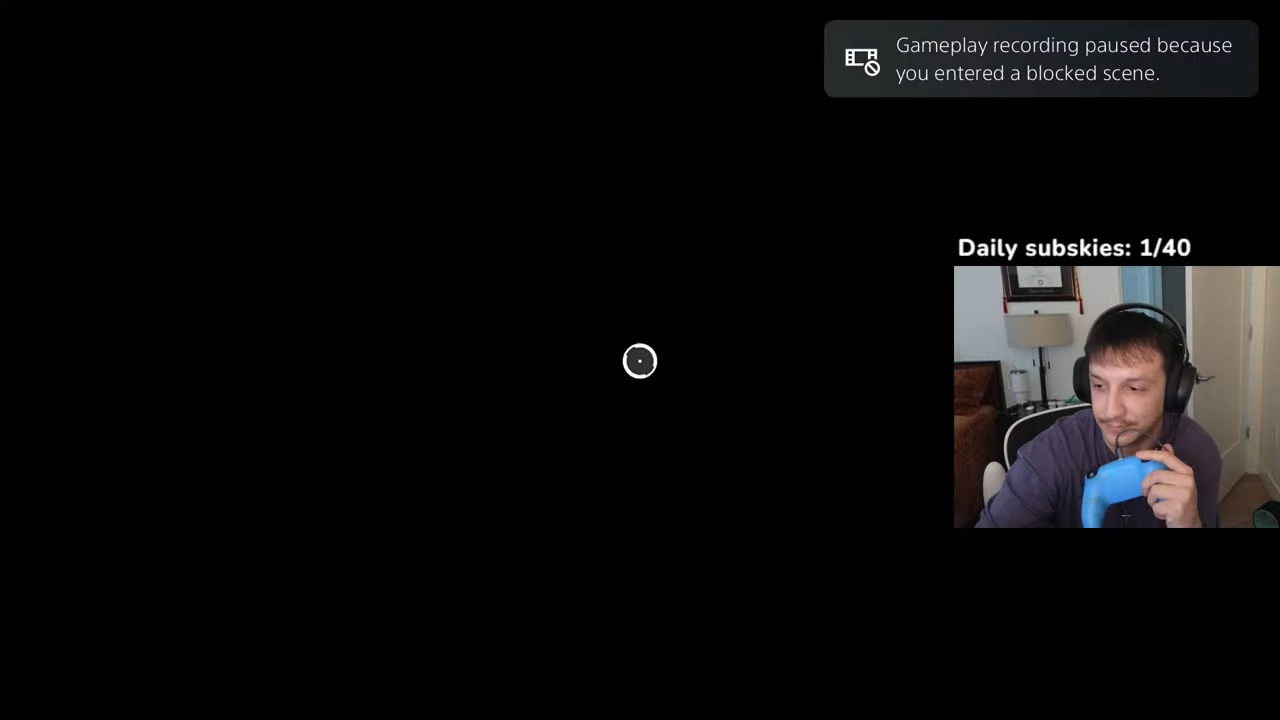 Gameplay recording paused because
you entered a blocked scene.
Daily subskies: 1/40